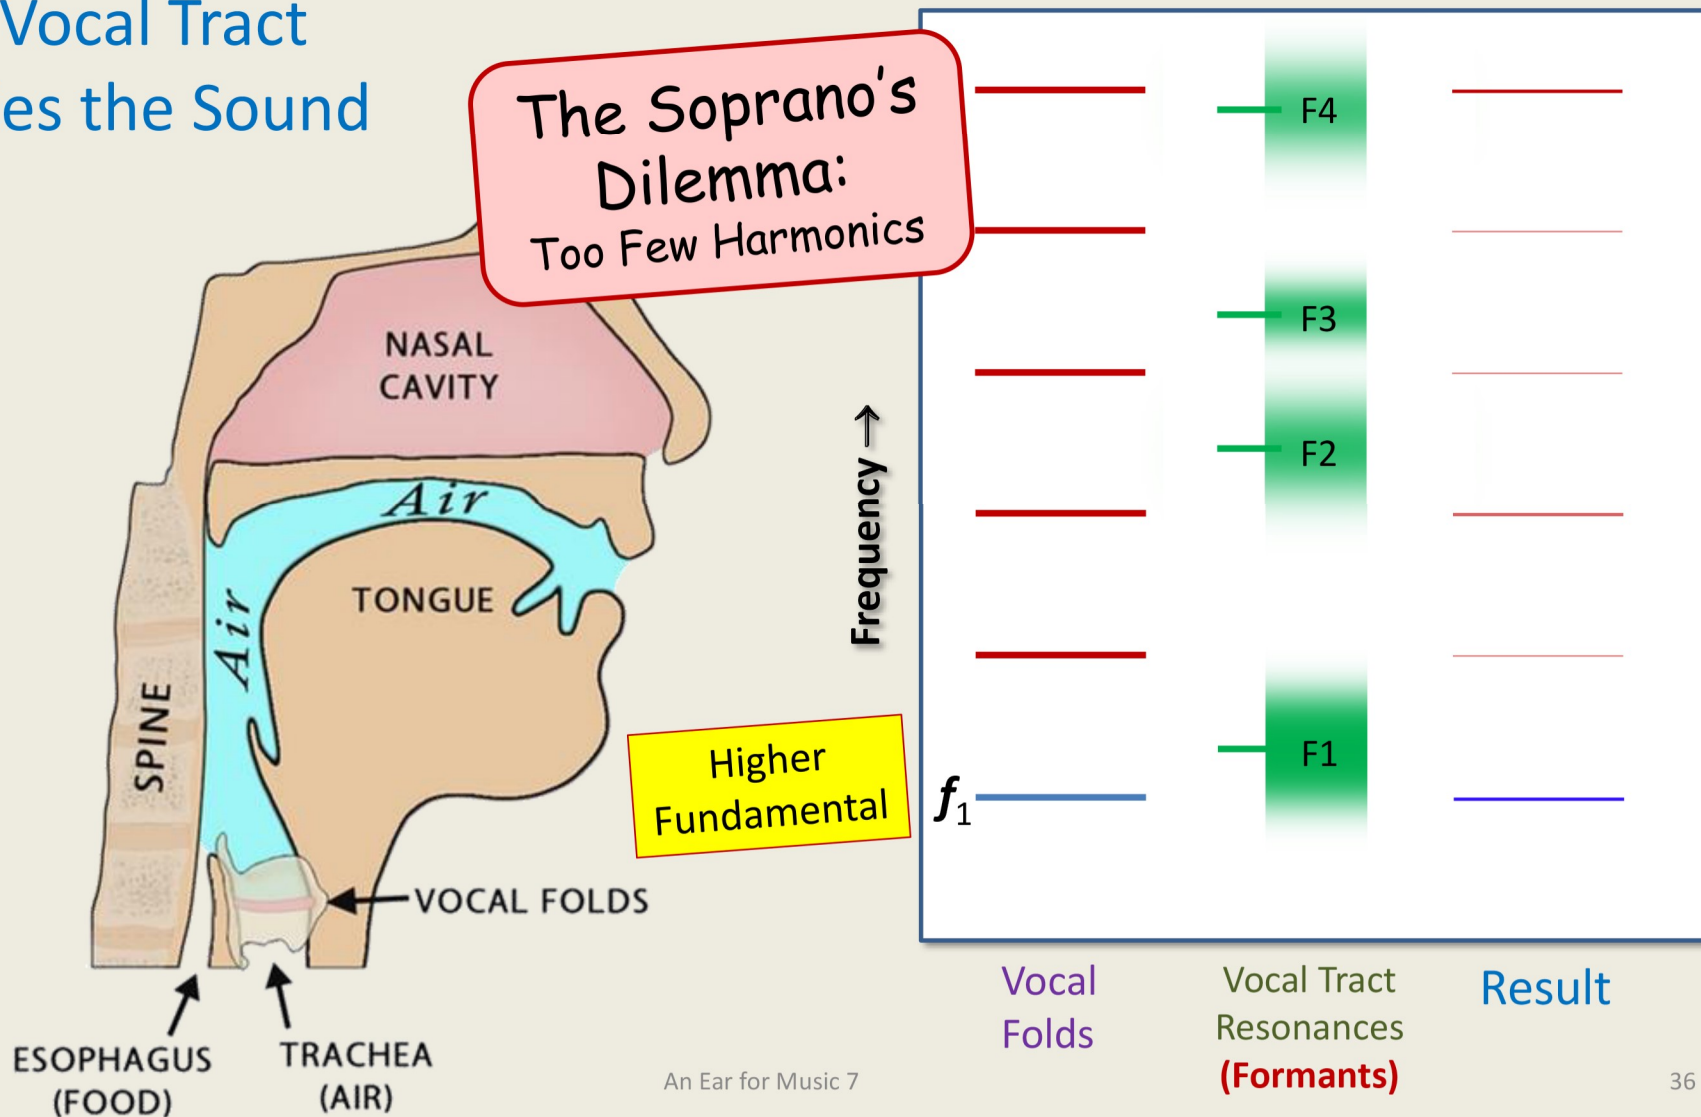 Vocal Tract
es the Sound
The Soprano's
Dilemma:
Too Few Harmonics
NASAL
CAVITY
Air
Air
TONGUE
SPINE
VOCAL FOLDS
ESOPHAGUS
(FOOD)
TRACHEA
(AIR)
Higher
Fundamental
Frequency →
f₁
F4
F3
F2
F1
Vocal
Folds
Vocal Tract
Resonances
(Formants)
Result
An Ear for Music 7
36